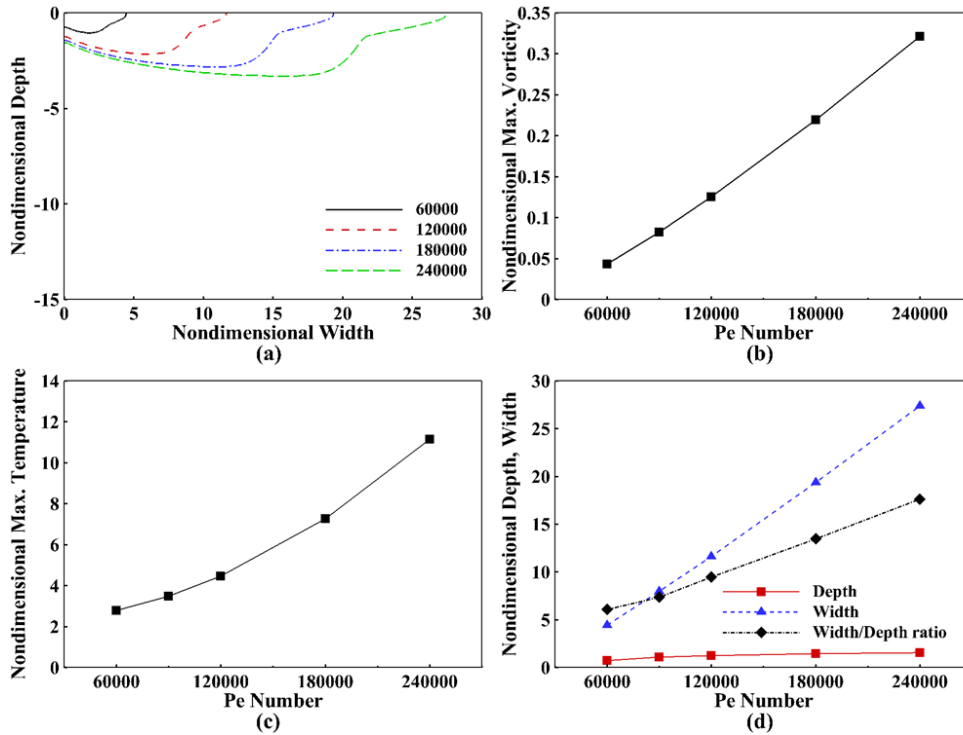 0
-5
-10
-15
Nondimensional Depth
60000
120000
180000
240000
0 5 10 15 20 25 30
Nondimensional Width
(a)
0.35
0.3
0.25
0.2
0.15
0.1
0.05
0
Nondimensional Max. Vorticity
60000 120000 180000 240000
Pe Number
(b)
14
12
10
8
6
4
2
0
Nondimensional Max. Temperature
60000 120000 180000 240000
Pe Number
(c)
30
25
20
15
10
5
0
Nondimensional Depth, Width
Depth
Width
Width/Depth ratio
60000 120000 180000 240000
Pe Number
(d)